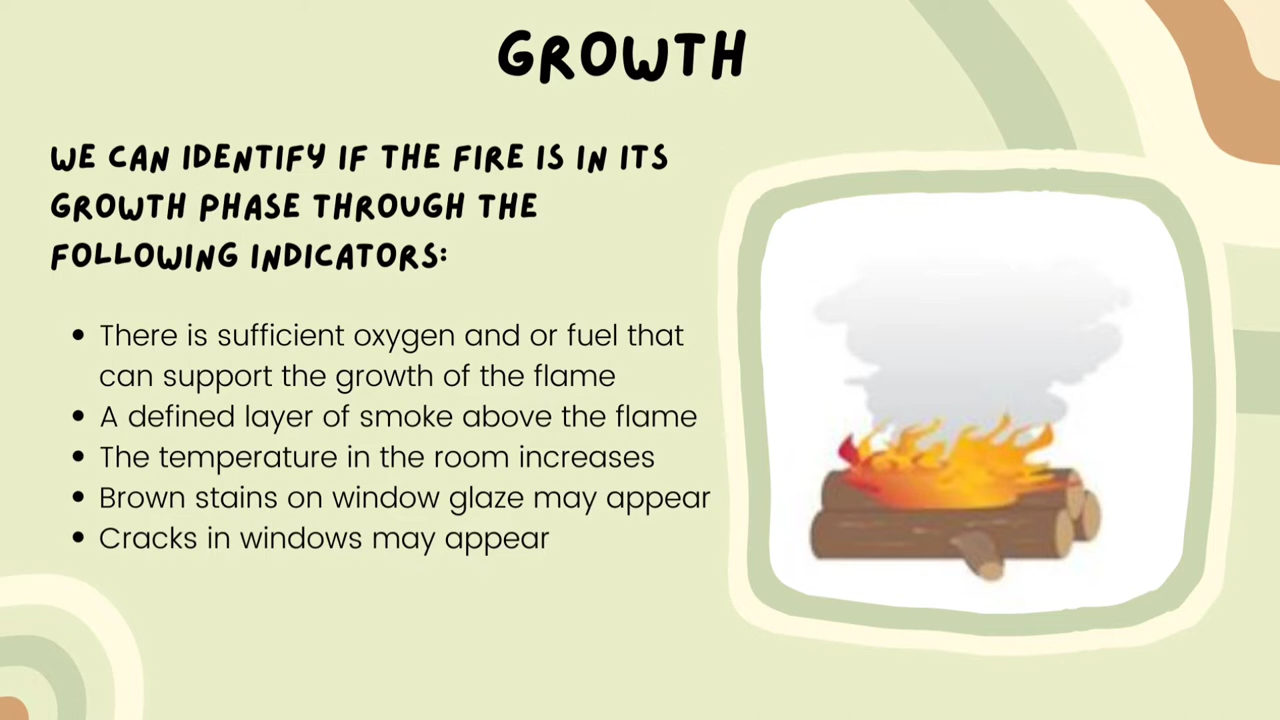 GROWTH
WE CAN IDENTIFY IF THE FIRE IS IN ITS
GROWTH PHASE THROUGH THE
FOLLOWING INDICATORS:
• There is sufficient oxygen and or fuel that
can support the growth of the flame
• A defined layer of smoke above the flame
• The temperature in the room increases
• Brown stains on window glaze may appear
• Cracks in windows may appear